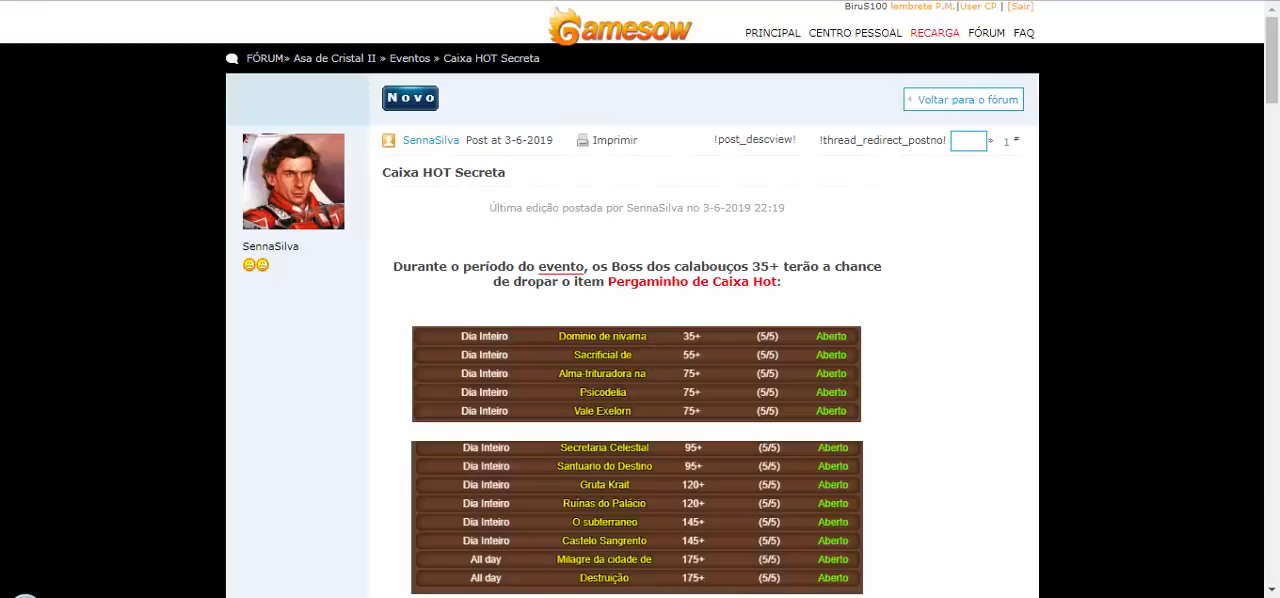 BiruS100 lembrete P.M.|User CP | [Sair]
Gamesow
PRINCIPAL CENTRO PESSOAL RECARGA FÓRUM FAQ
FÓRUM» Asa de Cristal II » Eventos » Caixa HOT Secreta
Novo
Voltar para o fórum
SennaSilva Post at 3-6-2019 Imprimir !post_descview! !thread_redirect_postno! » 1 #
Caixa HOT Secreta
Última edição postada por SennaSilva no 3-6-2019 22:19
SennaSilva
Durante o período do evento, os Boss dos calabouços 35+ terão a chance
de dropar o item Pergaminho de Caixa Hot:
Dia Inteiro Dominio de nivarna 35+ (5/5) Aberto
Dia Inteiro Sacrificial de 55+ (5/5) Aberto
Dia Inteiro Alma-trituradora na 75+ (5/5) Aberto
Dia Inteiro Psicodelia 75+ (5/5) Aberto
Dia Inteiro Vale Exelorn 75+ (5/5) Aberto
Dia Inteiro Secretaria Celestial 95+ (5/5) Aberto
Dia Inteiro Santuario do Destino 95+ (5/5) Aberto
Dia Inteiro Gruta Krait 120+ (5/5) Aberto
Dia Inteiro Ruínas do Palácio 120+ (5/5) Aberto
Dia Inteiro O subterraneo 145+ (5/5) Aberto
Dia Inteiro Castelo Sangrento 145+ (5/5) Aberto
All day Milagre da cidade de 175+ (5/5) Aberto
All day Destruição 175+ (5/5) Aberto